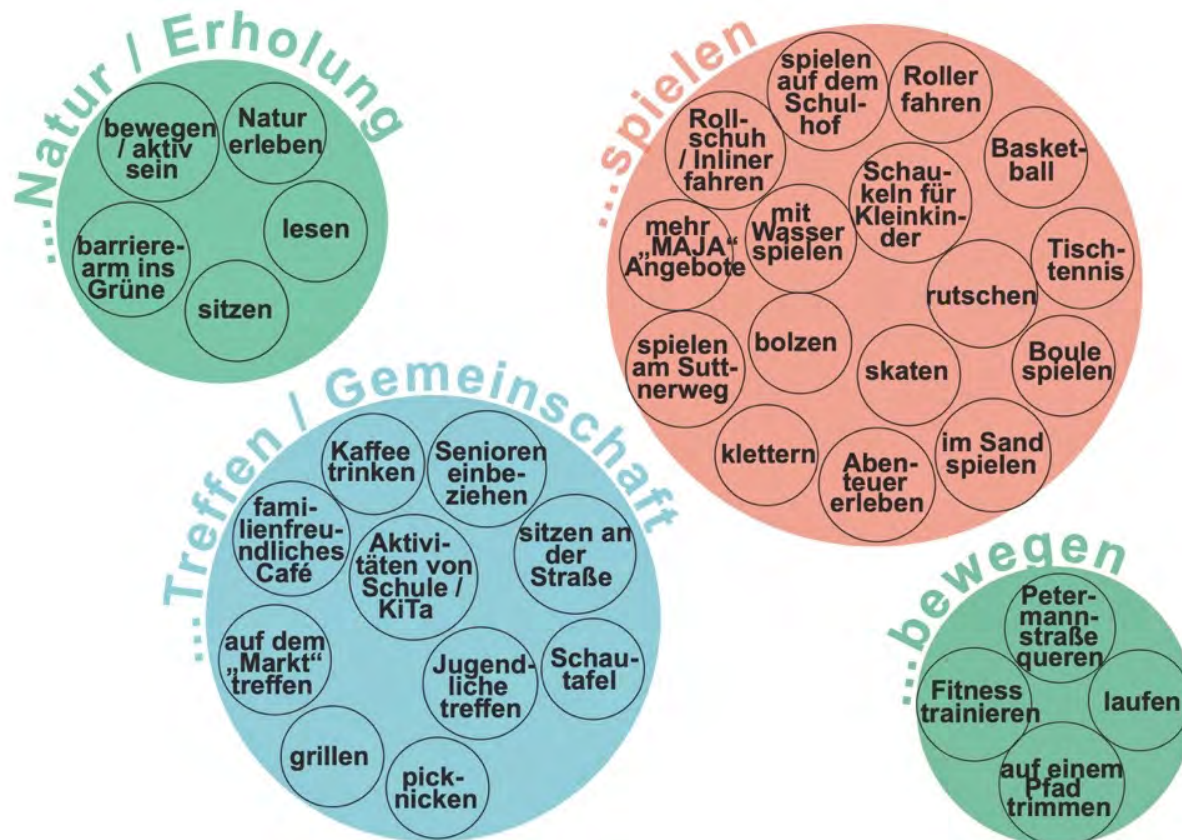 ...Natur / Erholung
bewegen
/ aktiv
sein
Natur
erleben
lesen
barriere-
arm ins
Grüne
sitzen
...spielen
spielen
auf dem
Schul-
hof
Roller
fahren
Roll-
schuh
/ Inliner
fahren
Basket-
ball
Schau-
keln für
Kleinkin-
der
mit
Wasser
spielen
mehr
„MAJA“
Angebote
Tisch-
tennis
rutschen
bolzen
spielen
am Sutt-
nerweg
skaten
Boule
spielen
klettern
Aben-
teuer
erleben
im Sand
spielen
...Treffen / Gemeinschaft
Kaffee
trinken
Senioren
einbe-
ziehen
fami-
lienfreu-
ndliches
Café
Aktivi-
täten von
Schule /
KiTa
sitzen an
der
Straße
auf dem
„Markt“
treffen
Jugend-
liche
treffen
Schau-
tafel
grillen
pick-
nicken
...bewegen
Peter-
mann-
straße
queren
Fitness
trainieren
laufen
auf einem
Pfad
trimmen